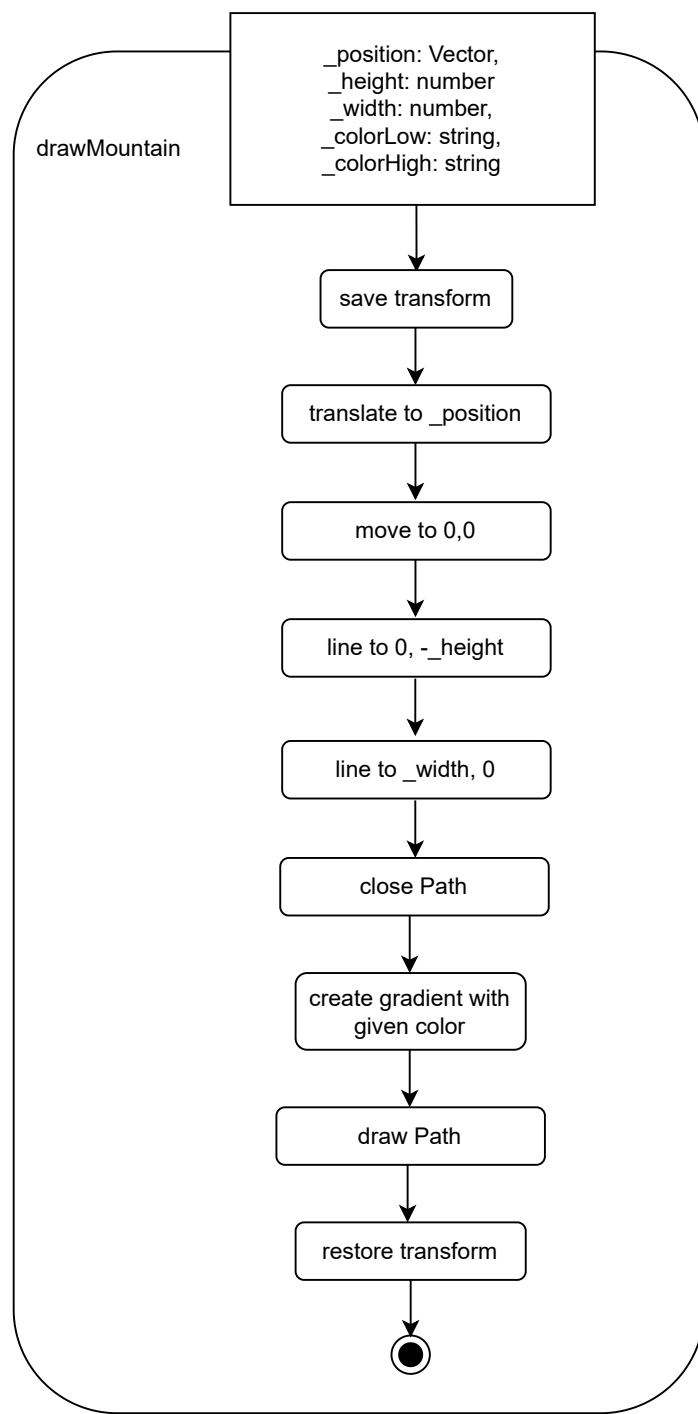 _position: Vector,
_height: number
_width: number,
_colorLow: string,
_colorHigh: string
drawMountain
save transform
translate to _position
move to 0,0
line to 0, -_height
line to _width, 0
close Path
create gradient with
given color
draw Path
restore transform